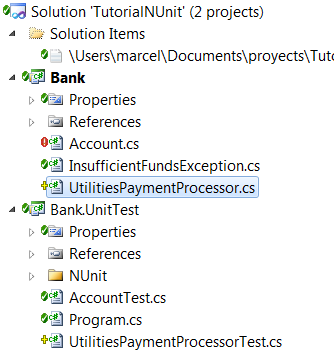 Solution 'TutorialNUnit' (2 projects)
Solution Items
\Users\marcel\Documents\proyects\Tuto
Bank
Properties
References
Account.cs
InsufficientFundsException.cs
UtilitiesPaymentProcessor.cs
Bank.UnitTest
Properties
References
NUnit
AccountTest.cs
Program.cs
UtilitiesPaymentProcessorTest.cs